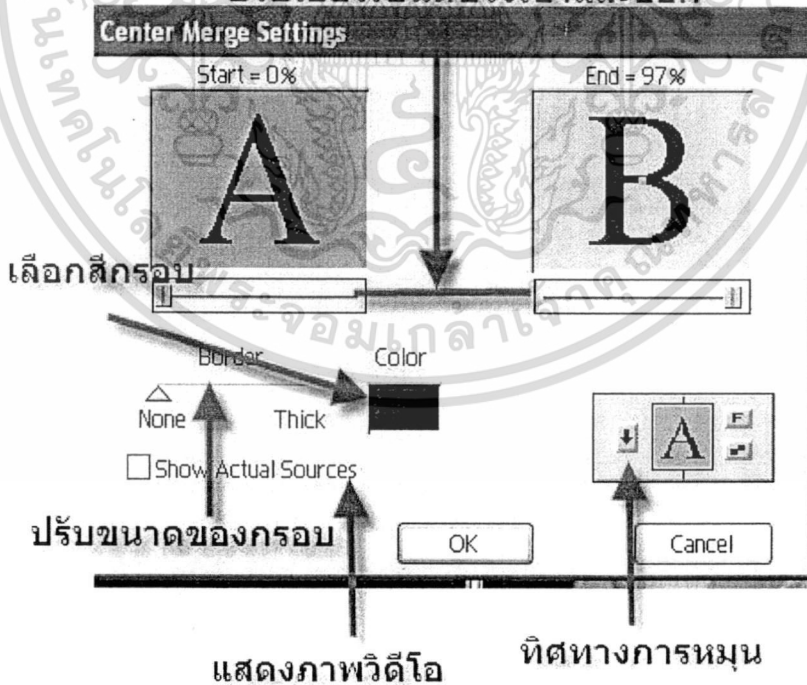 Center Merge Settings
Start = 0%
End = 97%
A
B
เลือกสีกรอบ
Border
Color
None
Thick
A
F
Show Actual Sources
ปรับขนาดของกรอบ
OK
Cancel
แสดงภาพวิดีโอ
ทิศทางการหมุน